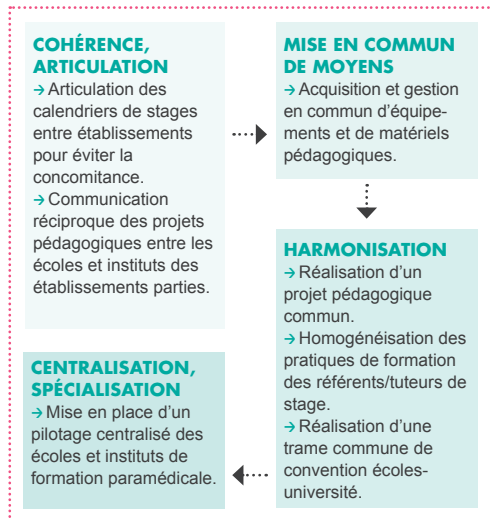 COHÉRENCE,
ARTICULATION
→ Articulation des
calendriers de stages
entre établissements
pour éviter la
concomitance.
→ Communication
réciproque des projets
pédagogiques entre les
écoles et instituts des
établissements parties.
MISE EN COMMUN
DE MOYENS
→ Acquisition et gestion
en commun d'équipe-
ments et de matériels
pédagogiques.
HARMONISATION
→ Réalisation d'un
projet pédagogique
commun.
→ Homogénéisation des
pratiques de formation
des référents/tuteurs de
stage.
→ Réalisation d'une
trame commune de
convention écoles-
université.
CENTRALISATION,
SPÉCIALISATION
→ Mise en place d'un
pilotage centralisé des
écoles et instituts de
formation paramédicale.